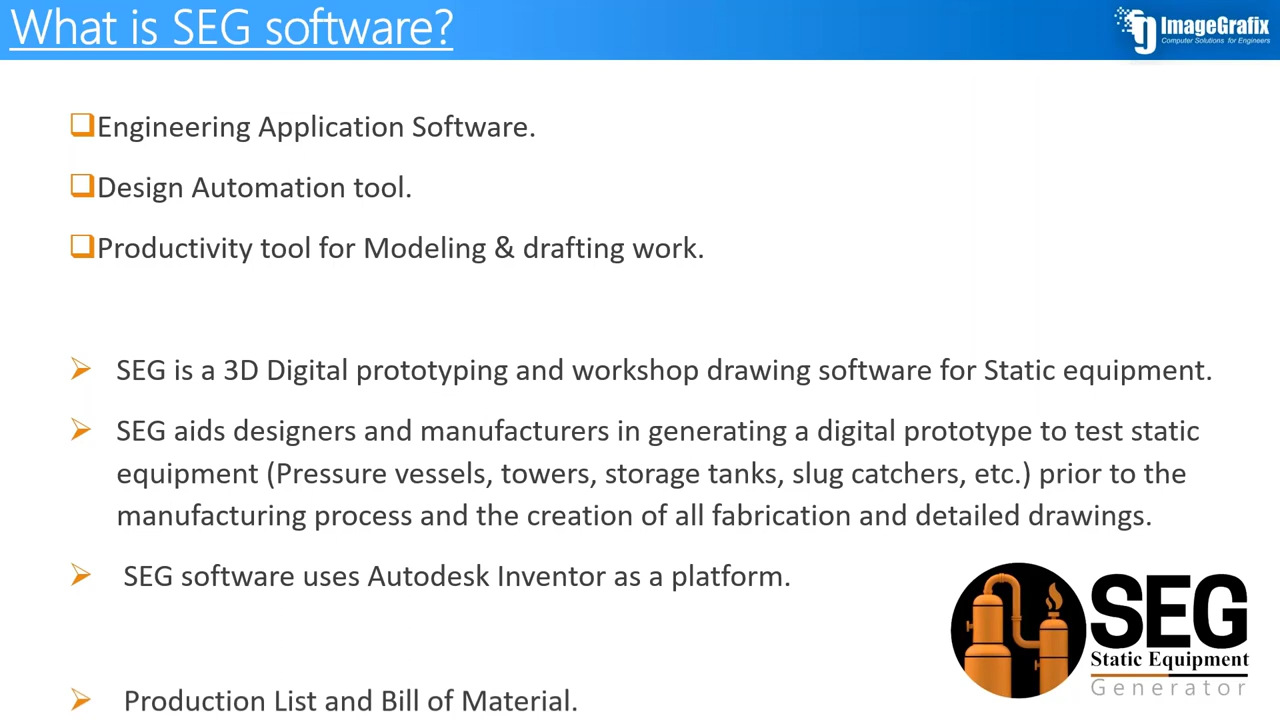 What is SEG software?
ImageGrafix
Computer Solutions for Engineers
Engineering Application Software.
Design Automation tool.
Productivity tool for Modeling & drafting work.
SEG is a 3D Digital prototyping and workshop drawing software for Static equipment.
SEG aids designers and manufacturers in generating a digital prototype to test static
equipment (Pressure vessels, towers, storage tanks, slug catchers, etc.) prior to the
manufacturing process and the creation of all fabrication and detailed drawings.
SEG software uses Autodesk Inventor as a platform.
SEG
Static Equipment
Generator
Production List and Bill of Material.